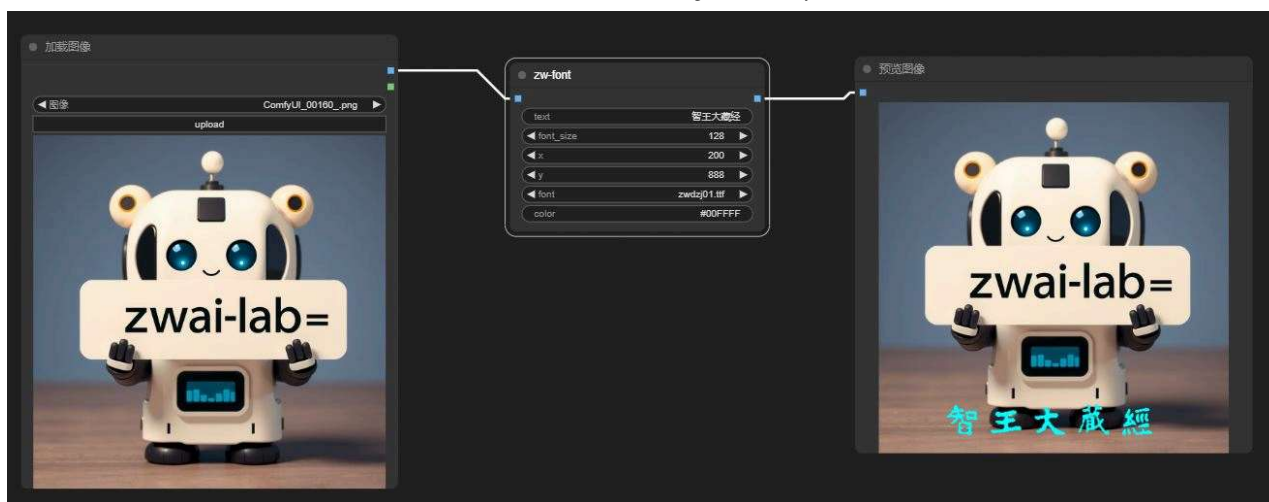 加载图像
图像 ComfyUI_00160_.png
upload
zwai-lab=
zw-font
text 智王大藏经
font_size 128
x 200
y 888
font zwdzj01.ttf
color #00FFFF
预览图像
zwai-lab=
智王大藏經